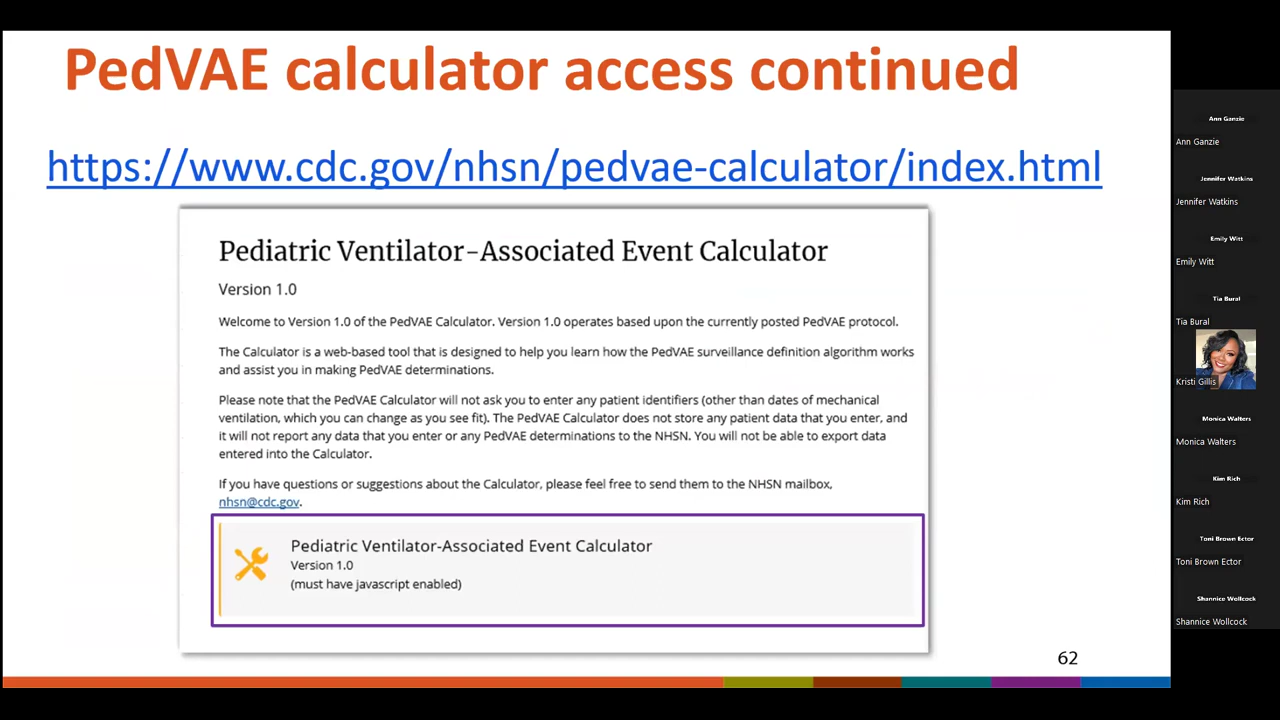 PedVAE calculator access continued
https://www.cdc.gov/nhsn/pedvae-calculator/index.html
Pediatric Ventilator-Associated Event Calculator
Version 1.0
Welcome to Version 1.0 of the PedVAE Calculator. Version 1.0 operates based upon the currently posted PedVAE protocol.
The Calculator is a web-based tool that is designed to help you learn how the PedVAE surveillance definition algorithm works
and assist you in making PedVAE determinations.
Please note that the PedVAE Calculator will not ask you to enter any patient identifiers (other than dates of mechanical
ventilation, which you can change as you see fit). The PedVAE Calculator does not store any patient data that you enter, and
it will not report any data that you enter or any PedVAE determinations to the NHSN. You will not be able to export data
entered into the Calculator.
If you have questions or suggestions about the Calculator, please feel free to send them to the NHSN mailbox,
nhsn@cdc.gov.
Pediatric Ventilator-Associated Event Calculator
Version 1.0
(must have javascript enabled)
62
Ann Ganzie
Ann Ganzie
Jennifer Watkins
Jennifer Watkins
Emily Witt
Emily Witt
Tia Bural
Tia Bural
Kristi Gillis
Monica Walters
Monica Walters
Kim Rich
Kim Rich
Toni Brown Ector
Toni Brown Ector
Shannice Wollcock
Shannice Wollcock